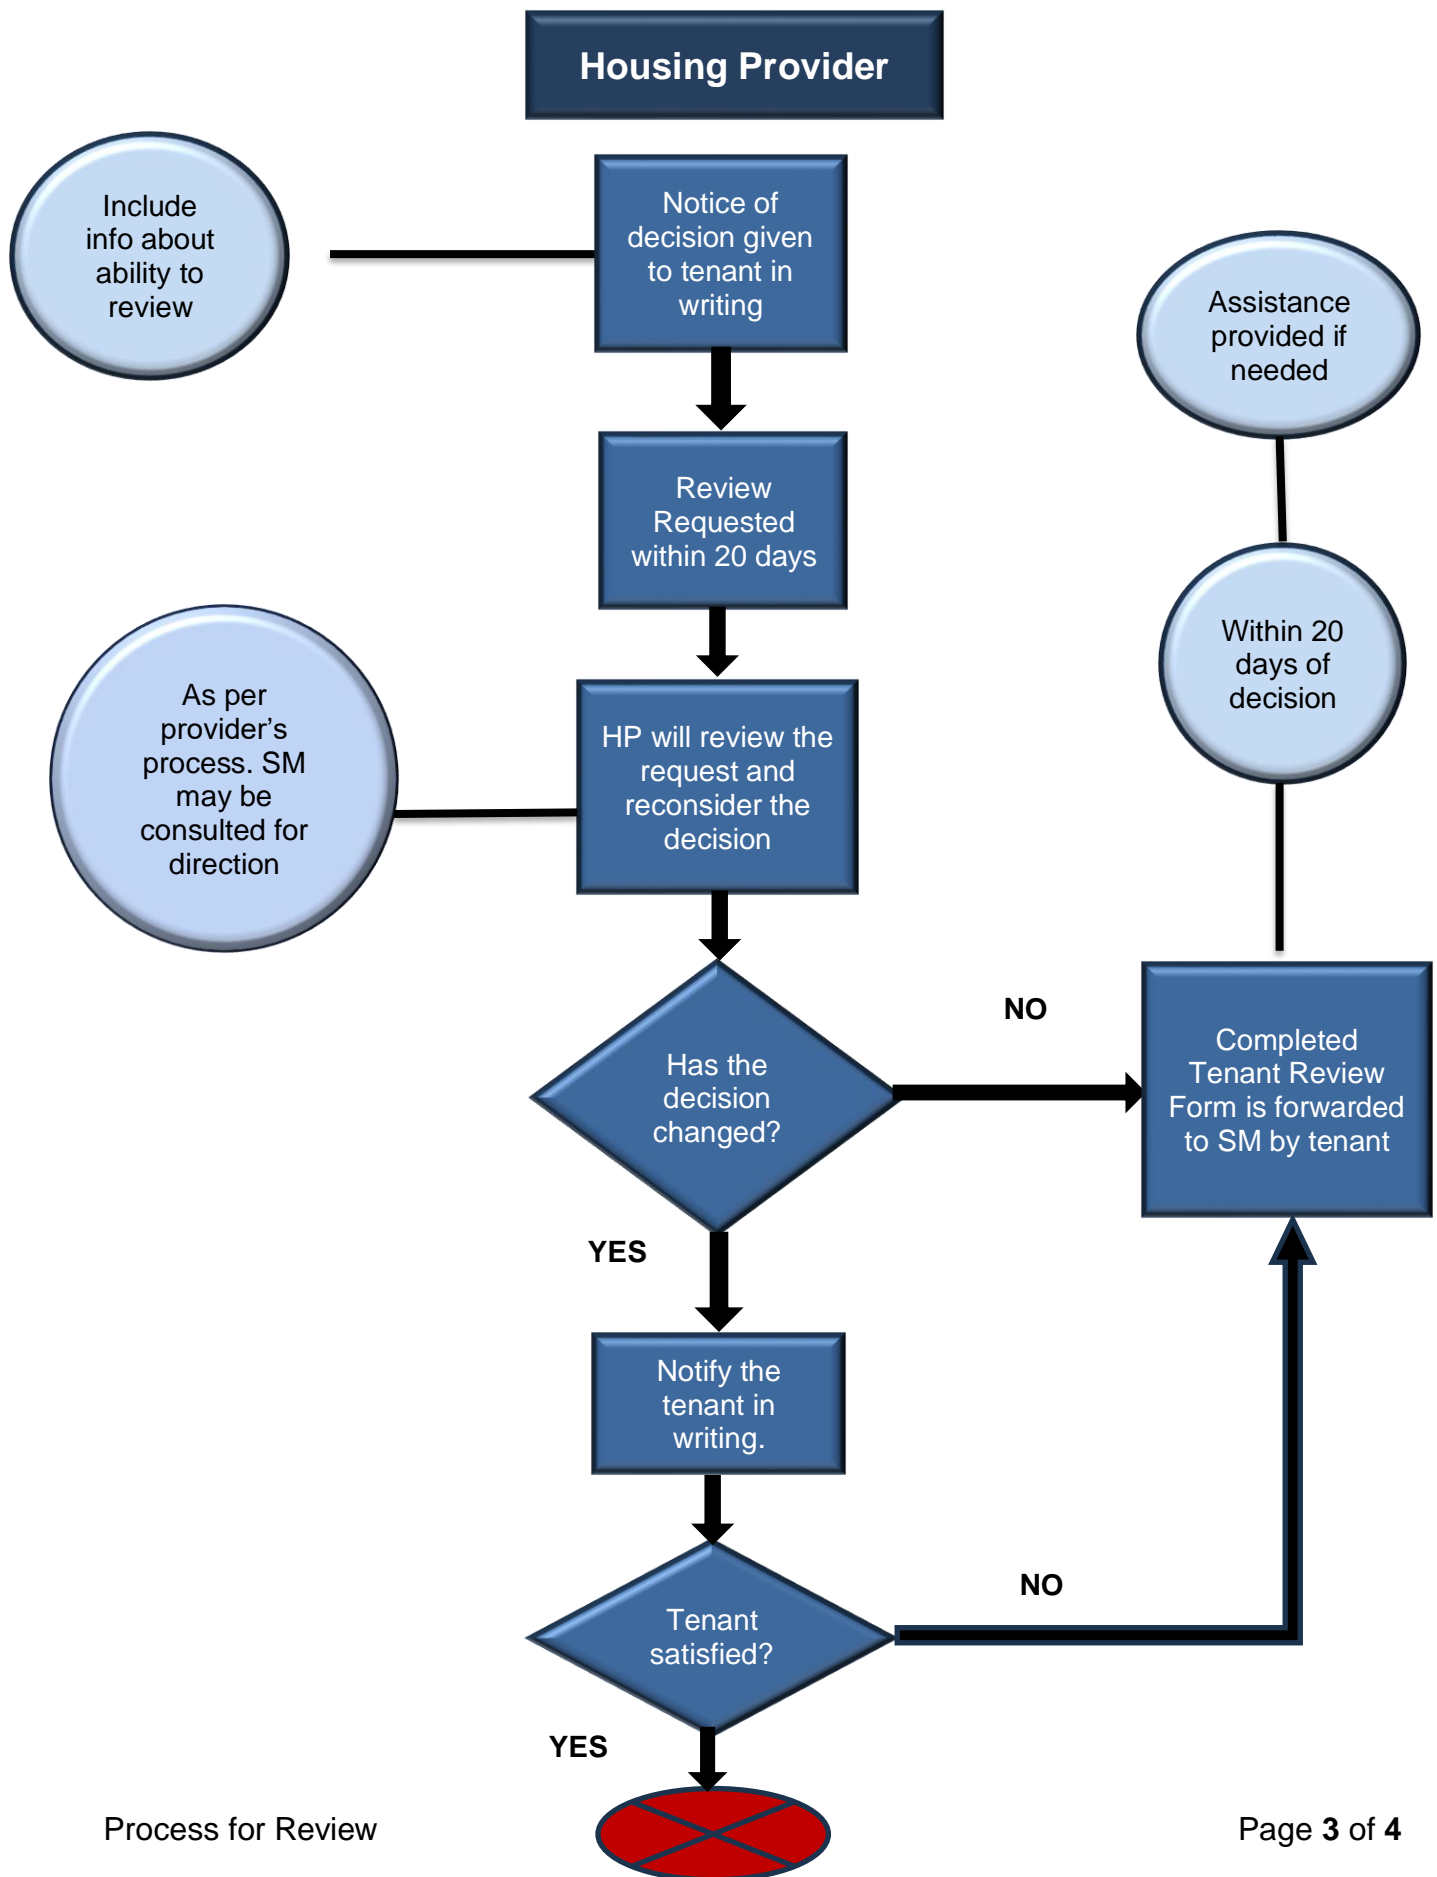 Housing Provider
Include
info about
ability to
review
Notice of
decision given
to tenant in
writing
Assistance
provided if
needed
Review
Requested
within 20 days
Within 20
days of
decision
As per
provider’s
process. SM
may be
consulted for
direction
HP will review the
request and
reconsider the
decision
Has the
decision
changed?
NO
Completed
Tenant Review
Form is forwarded
to SM by tenant
YES
Notify the
tenant in
writing.
Tenant
satisfied?
NO
YES
Process for Review
Page 3 of 4